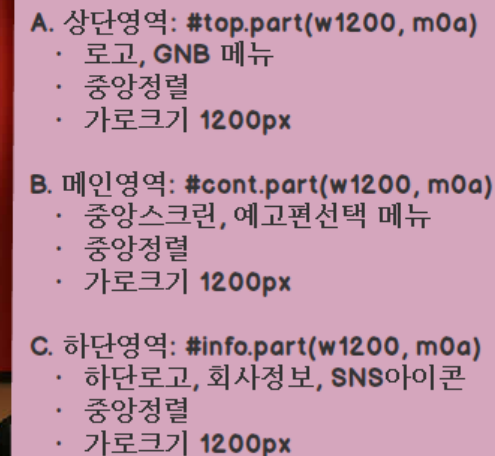 A. 상단영역: #top.part(w1200, m0a)
· 로고, GNB 메뉴
· 중앙정렬
· 가로크기 1200px
B. 메인영역: #cont.part(w1200, m0a)
· 중앙스크린, 예고편선택 메뉴
· 중앙정렬
· 가로크기 1200px
C. 하단영역: #info.part(w1200, m0a)
· 하단로고, 회사정보, SNS아이콘
· 중앙정렬
· 가로크기 1200px